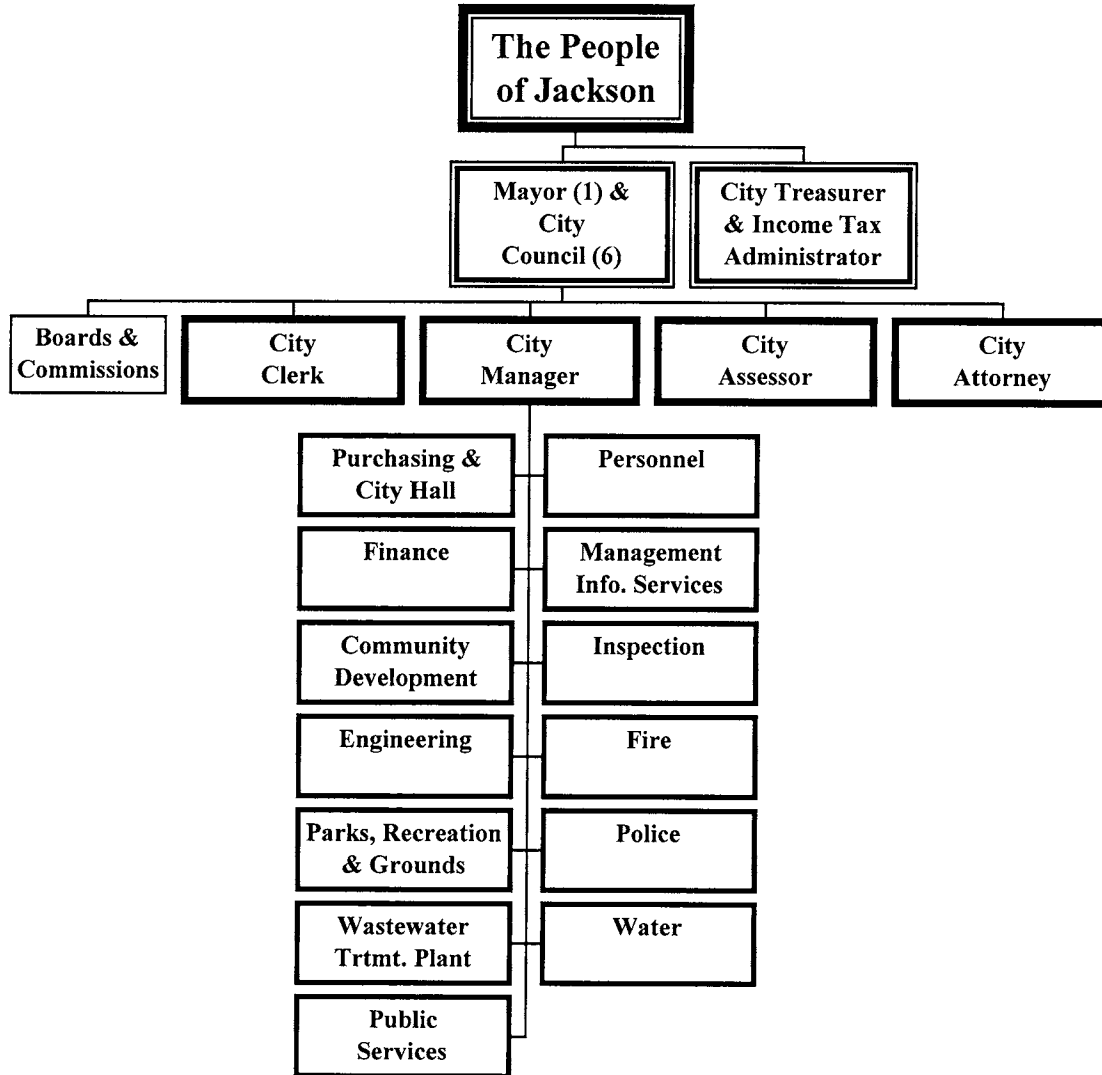 The People
of Jackson
Mayor (1) &
City
Council (6)
City Treasurer
& Income Tax
Administrator
Boards &
Commissions
City
Clerk
City
Manager
City
Assessor
City
Attorney
Purchasing &
City Hall
Personnel
Finance
Management
Info. Services
Community
Development
Inspection
Engineering
Fire
Parks, Recreation
& Grounds
Police
Wastewater
Trtmt. Plant
Water
Public
Services